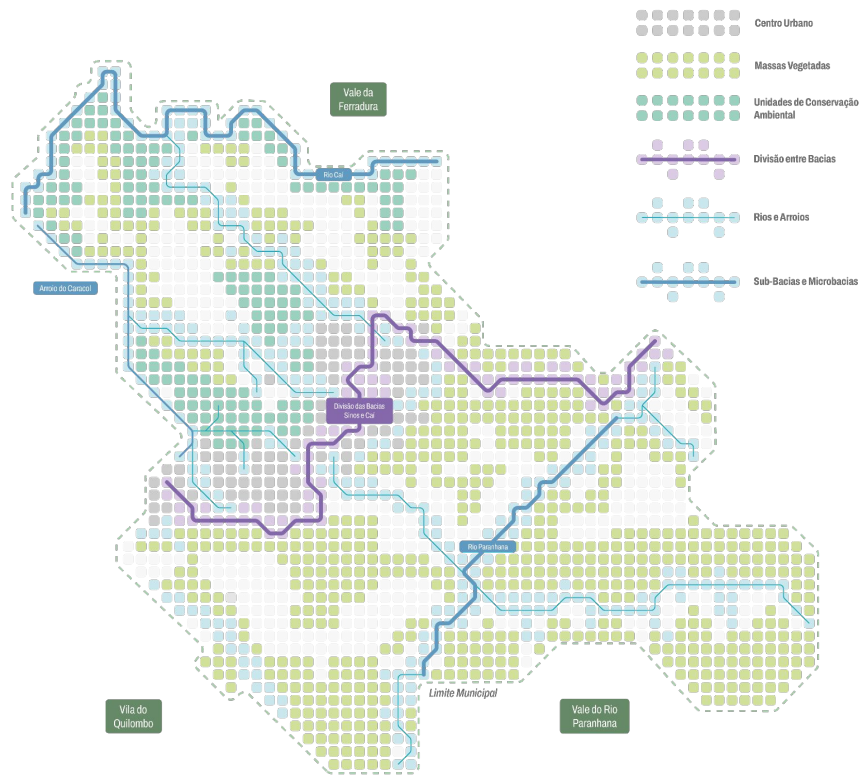 Centro Urbano
Massas Vegetadas
Unidades de Conservação
Ambiental
Divisão entre Bacias
Rios e Arroios
Sub-Bacias e Microbacias
Vale da
Ferradura
Rio Caí
Arroio do Caracol
Divisão das Bacias
Sinos e Caí
Rio Paranhana
Limite Municipal
Vila do
Quilombo
Vale do Rio
Paranhana